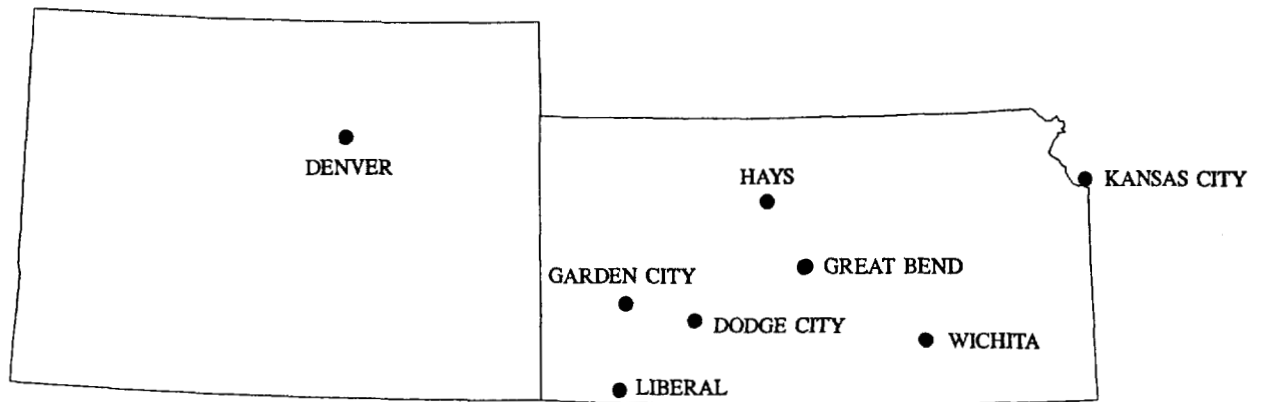 DENVER
HAYS
KANSAS CITY
GREAT BEND
GARDEN CITY
DODGE CITY
WICHITA
LIBERAL